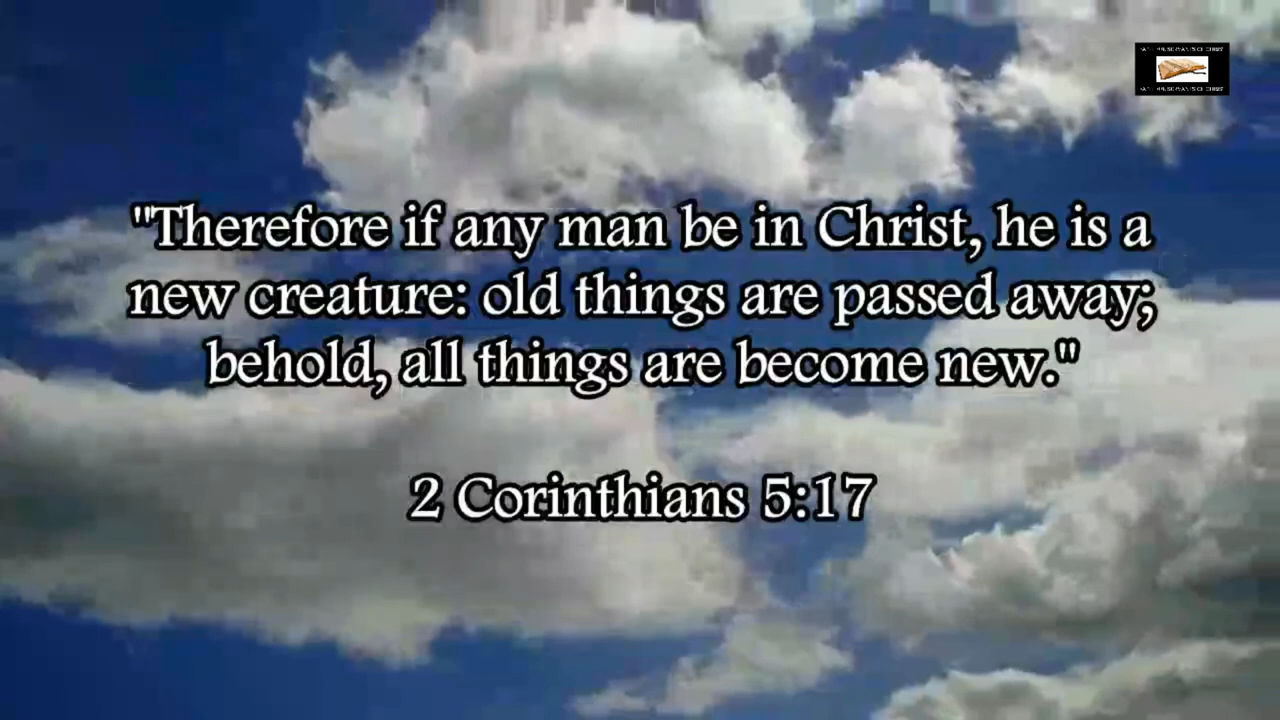 "Therefore if any man be in Christ, he is a
new creature: old things are passed away;
behold, all things are become new."
2 Corinthians 5:17